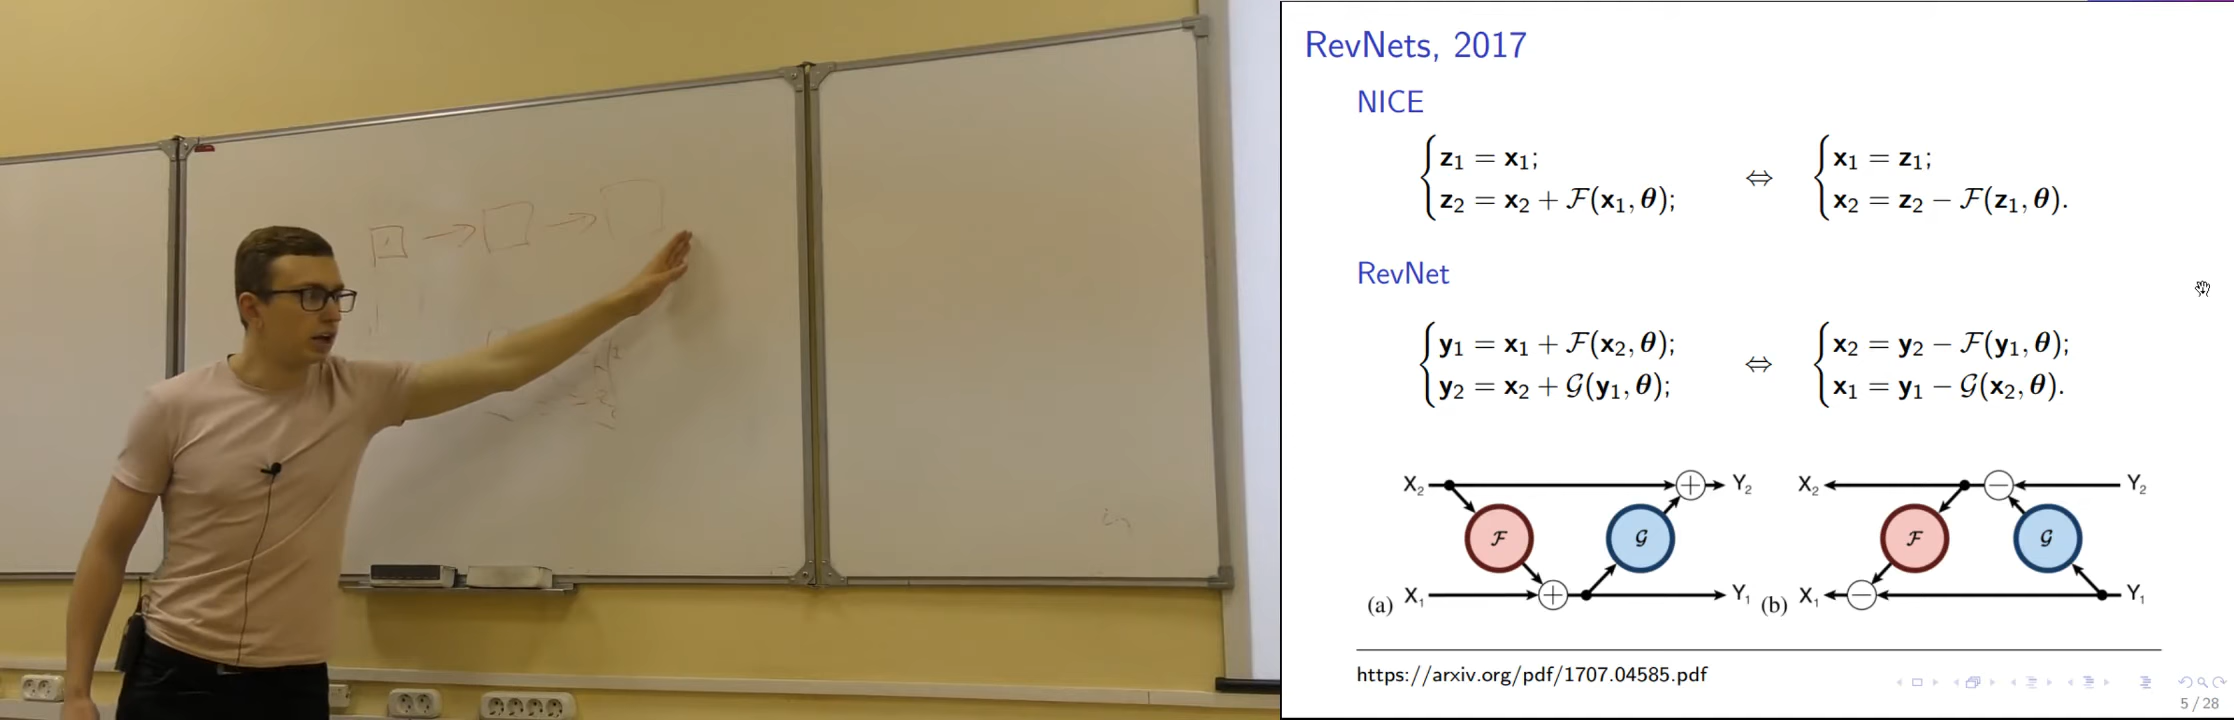 RevNets, 2017
NICE
z₁ = x₁;
z₂ = x₂ + ℱ(x₁, θ);
⇔
x₁ = z₁;
x₂ = z₂ − ℱ(z₁, θ).
RevNet
y₁ = x₁ + ℱ(x₂, θ);
y₂ = x₂ + 𝒢(y₁, θ);
⇔
x₂ = y₂ − ℱ(y₁, θ);
x₁ = y₁ − 𝒢(x₂, θ).
X₂ + Y₂
ℱ 𝒢
(a) X₁ + Y₁
X₂ − Y₂
ℱ 𝒢
(b) X₁ − Y₁
https://arxiv.org/pdf/1707.04585.pdf
5 / 28